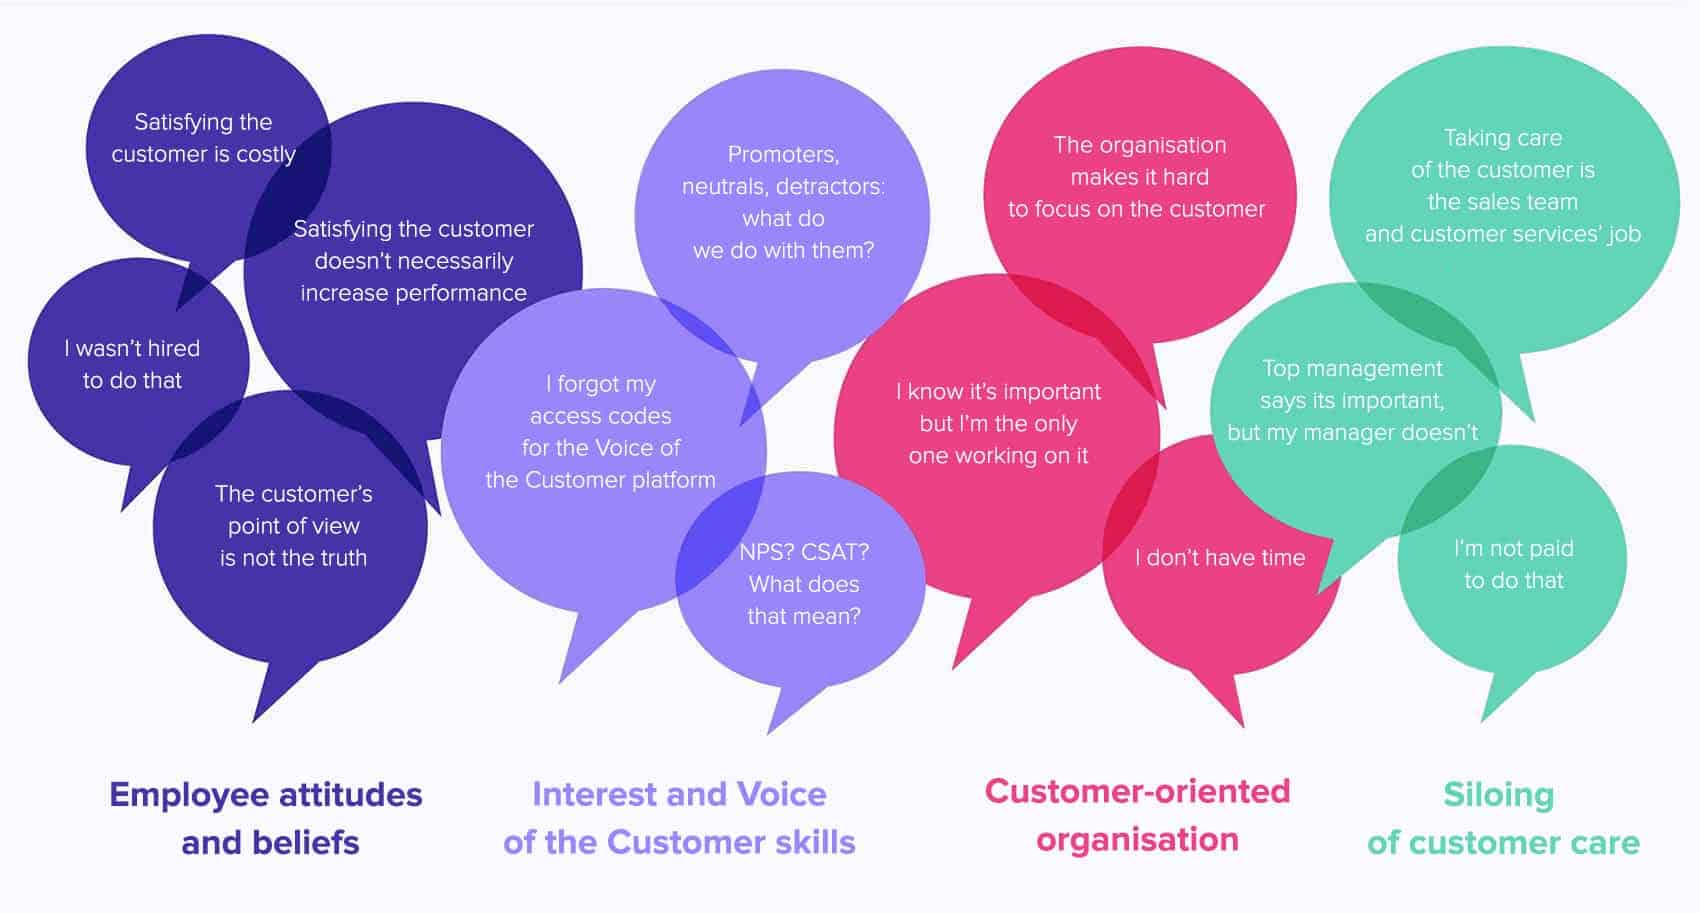 Satisfying the
customer is costly
Satisfying the customer
doesn’t necessarily
increase performance
I wasn’t hired
to do that
The customer’s
point of view
is not the truth
Employee attitudes
and beliefs
Promoters,
neutrals, detractors:
what do
we do with them?
I forgot my
access codes
for the Voice of
the Customer platform
NPS? CSAT?
What does
that mean?
Interest and Voice
of the Customer skills
The organisation
makes it hard
to focus on the customer
I know it’s important
but I’m the only
one working on it
I don’t have time
Customer-oriented
organisation
Taking care
of the customer is
the sales team
and customer services’ job
Top management
says its important,
but my manager doesn’t
I’m not paid
to do that
Siloing
of customer care